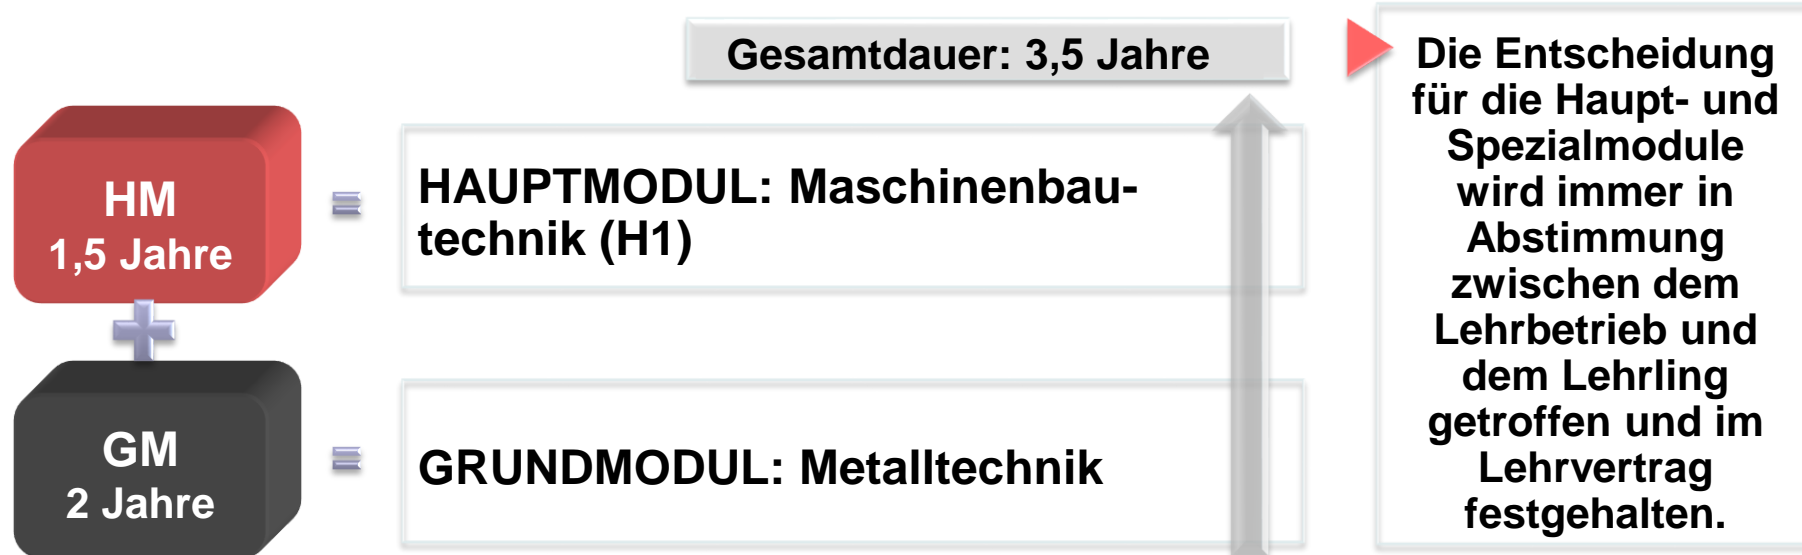 Gesamtdauer: 3,5 Jahre
HM
1,5 Jahre
=
HAUPTMODUL: Maschinenbau-
technik (H1)
+
GM
2 Jahre
=
GRUNDMODUL: Metalltechnik
Die Entscheidung
für die Haupt- und
Spezialmodule
wird immer in
Abstimmung
zwischen dem
Lehrbetrieb und
dem Lehrling
getroffen und im
Lehrvertrag
festgehalten.